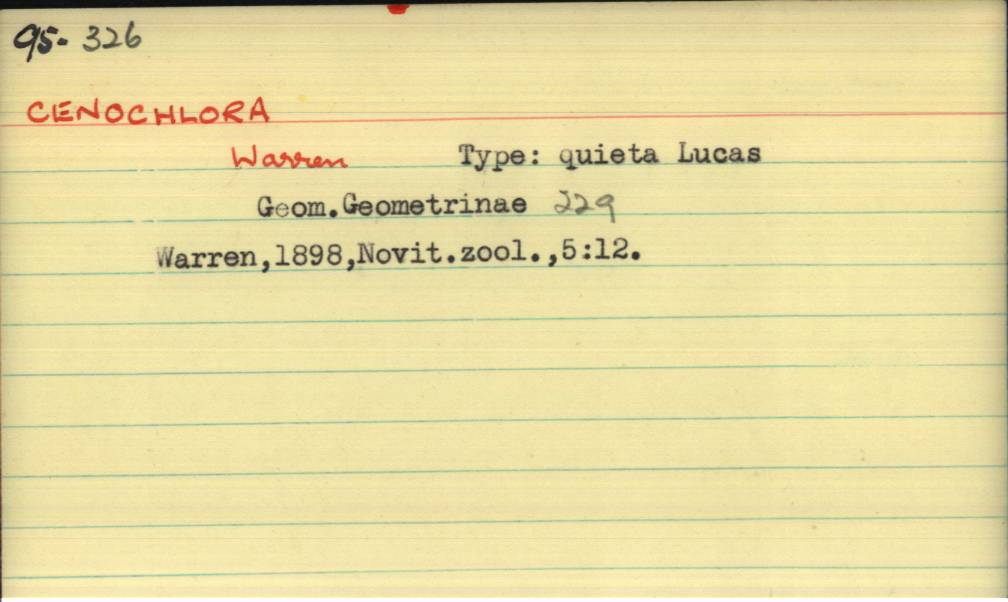 95- 326
CENOCHLORA
Warren Type: quieta Lucas
Geom.Geometrinae 229
Warren,1898,Novit.zool.,5:12.